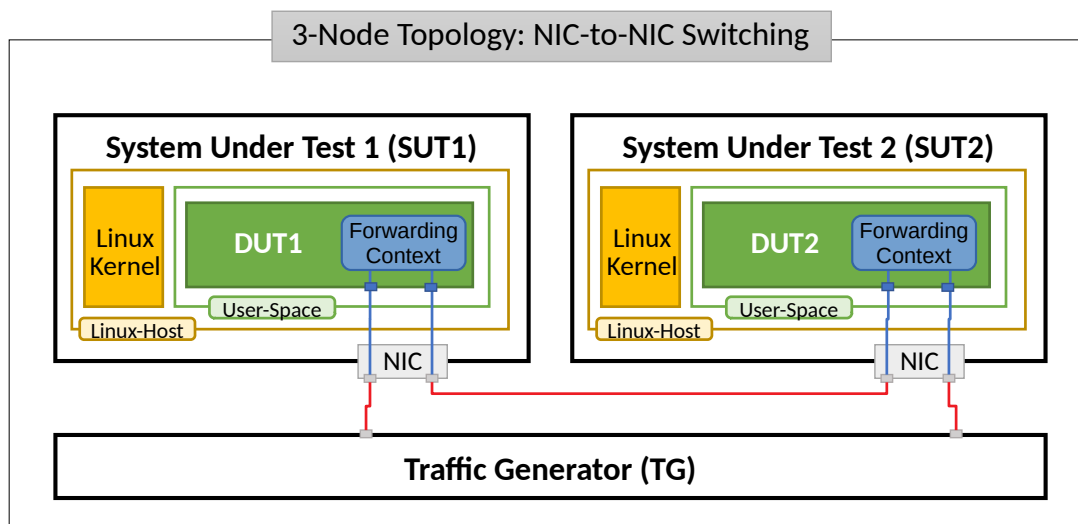 3-Node Topology: NIC-to-NIC Switching
System Under Test 1 (SUT1)
Linux
Kernel
DUT1
Forwarding
Context
User-Space
Linux-Host
NIC
System Under Test 2 (SUT2)
Linux
Kernel
DUT2
Forwarding
Context
User-Space
Linux-Host
NIC
Traffic Generator (TG)